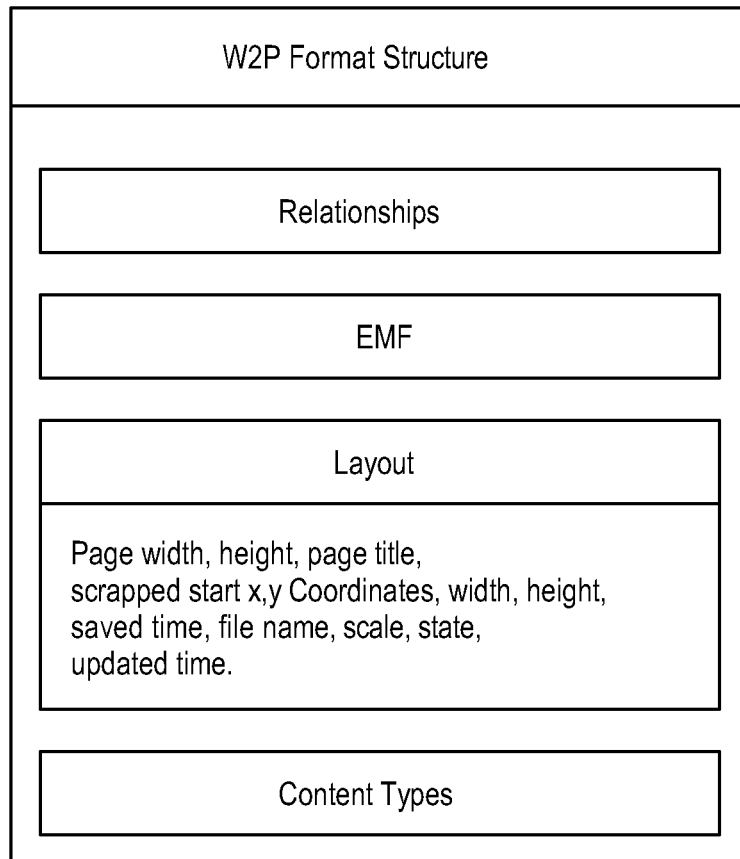 W2P Format Structure
Relationships
EMF
Layout
Page width, height, page title,
scrapped start x,y Coordinates, width, height,
saved time, file name, scale, state,
updated time.
Content Types